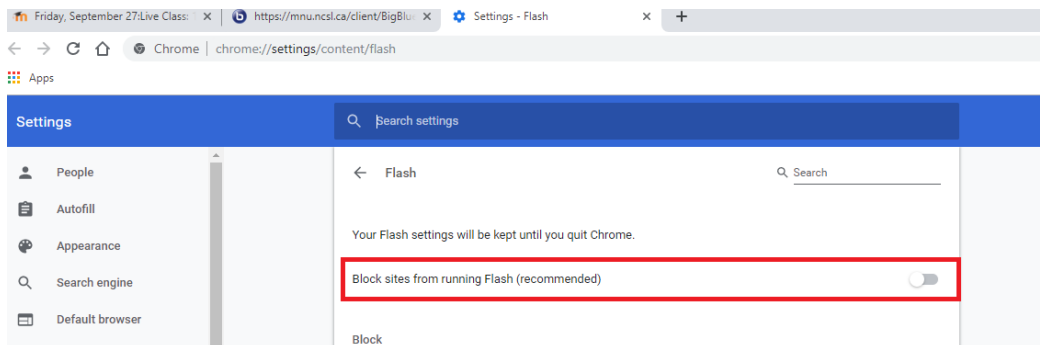 Friday, September 27:Live Class: https://mnu.ncsl.ca/client/BigBlu Settings - Flash
Chrome chrome://settings/content/flash
Apps
Settings Search settings
People Flash Search
Autofill
Your Flash settings will be kept until you quit Chrome.
Appearance
Search engine Block sites from running Flash (recommended)
Default browser
Block